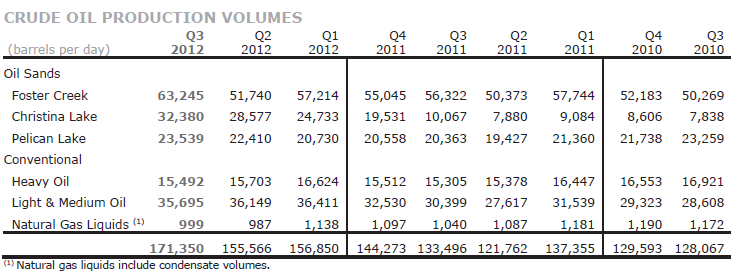 CRUDE OIL PRODUCTION VOLUMES
Q3 Q2 Q1 Q4 Q3 Q2 Q1 Q4 Q3
(barrels per day) 2012 2012 2012 2011 2011 2011 2011 2010 2010
Oil Sands
Foster Creek 63,245 51,740 57,214 55,045 56,322 50,373 57,744 52,183 50,269
Christina Lake 32,380 28,577 24,733 19,531 10,067 7,880 9,084 8,606 7,838
Pelican Lake 23,539 22,410 20,730 20,558 20,363 19,427 21,360 21,738 23,259
Conventional
Heavy Oil 15,492 15,703 16,624 15,512 15,305 15,378 16,447 16,553 16,921
Light & Medium Oil 35,695 36,149 36,411 32,530 30,399 27,617 31,539 29,323 28,608
Natural Gas Liquids (1) 999 987 1,138 1,097 1,040 1,087 1,181 1,190 1,172
171,350 155,566 156,850 144,273 133,496 121,762 137,355 129,593 128,067
(1) Natural gas liquids include condensate volumes.